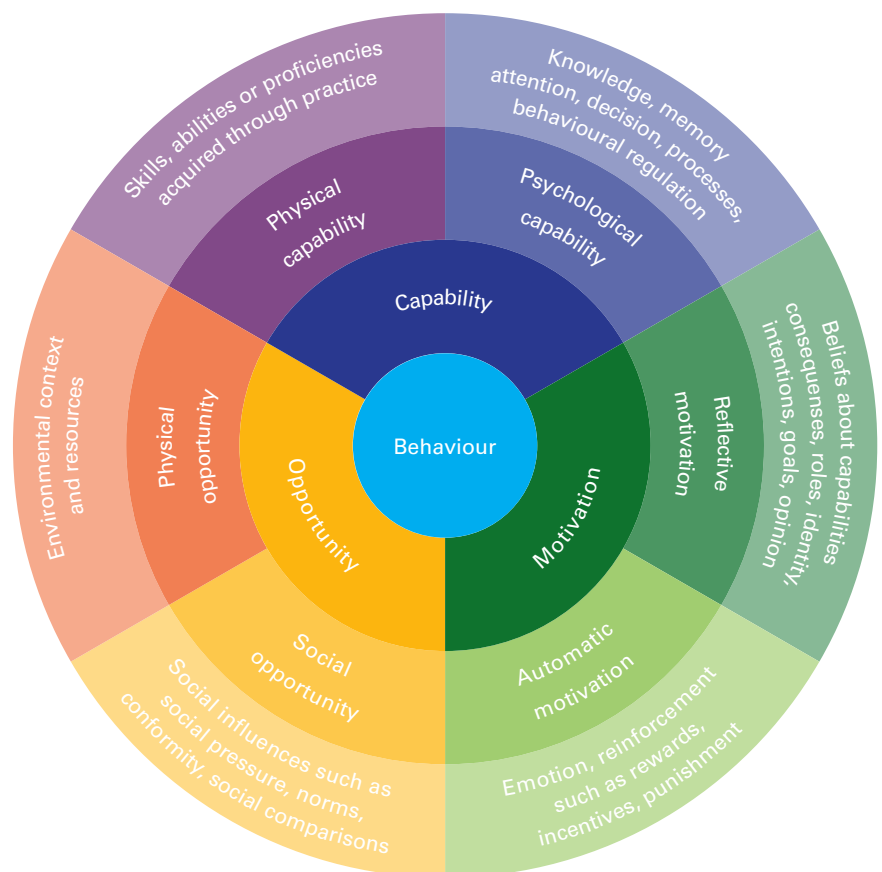 Skills, abilities or proficiencies
acquired through practice
Knowledge, memory
attention, decision, processes,
behavioural regulation
Physical
capability
Psychological
capability
Capability
Environmental context
and resources
Physical
opportunity
Opportunity
Behaviour
Motivation
Reflective
motivation
Beliefs about capabilities
consequenses, roles, identity,
intentions, goals, opinion
Social
opportunity
Social influences such as
social pressure, norms,
conformity, social comparisons
Automatic
motivation
Emotion, reinforcement
such as rewards,
incentives, punishment